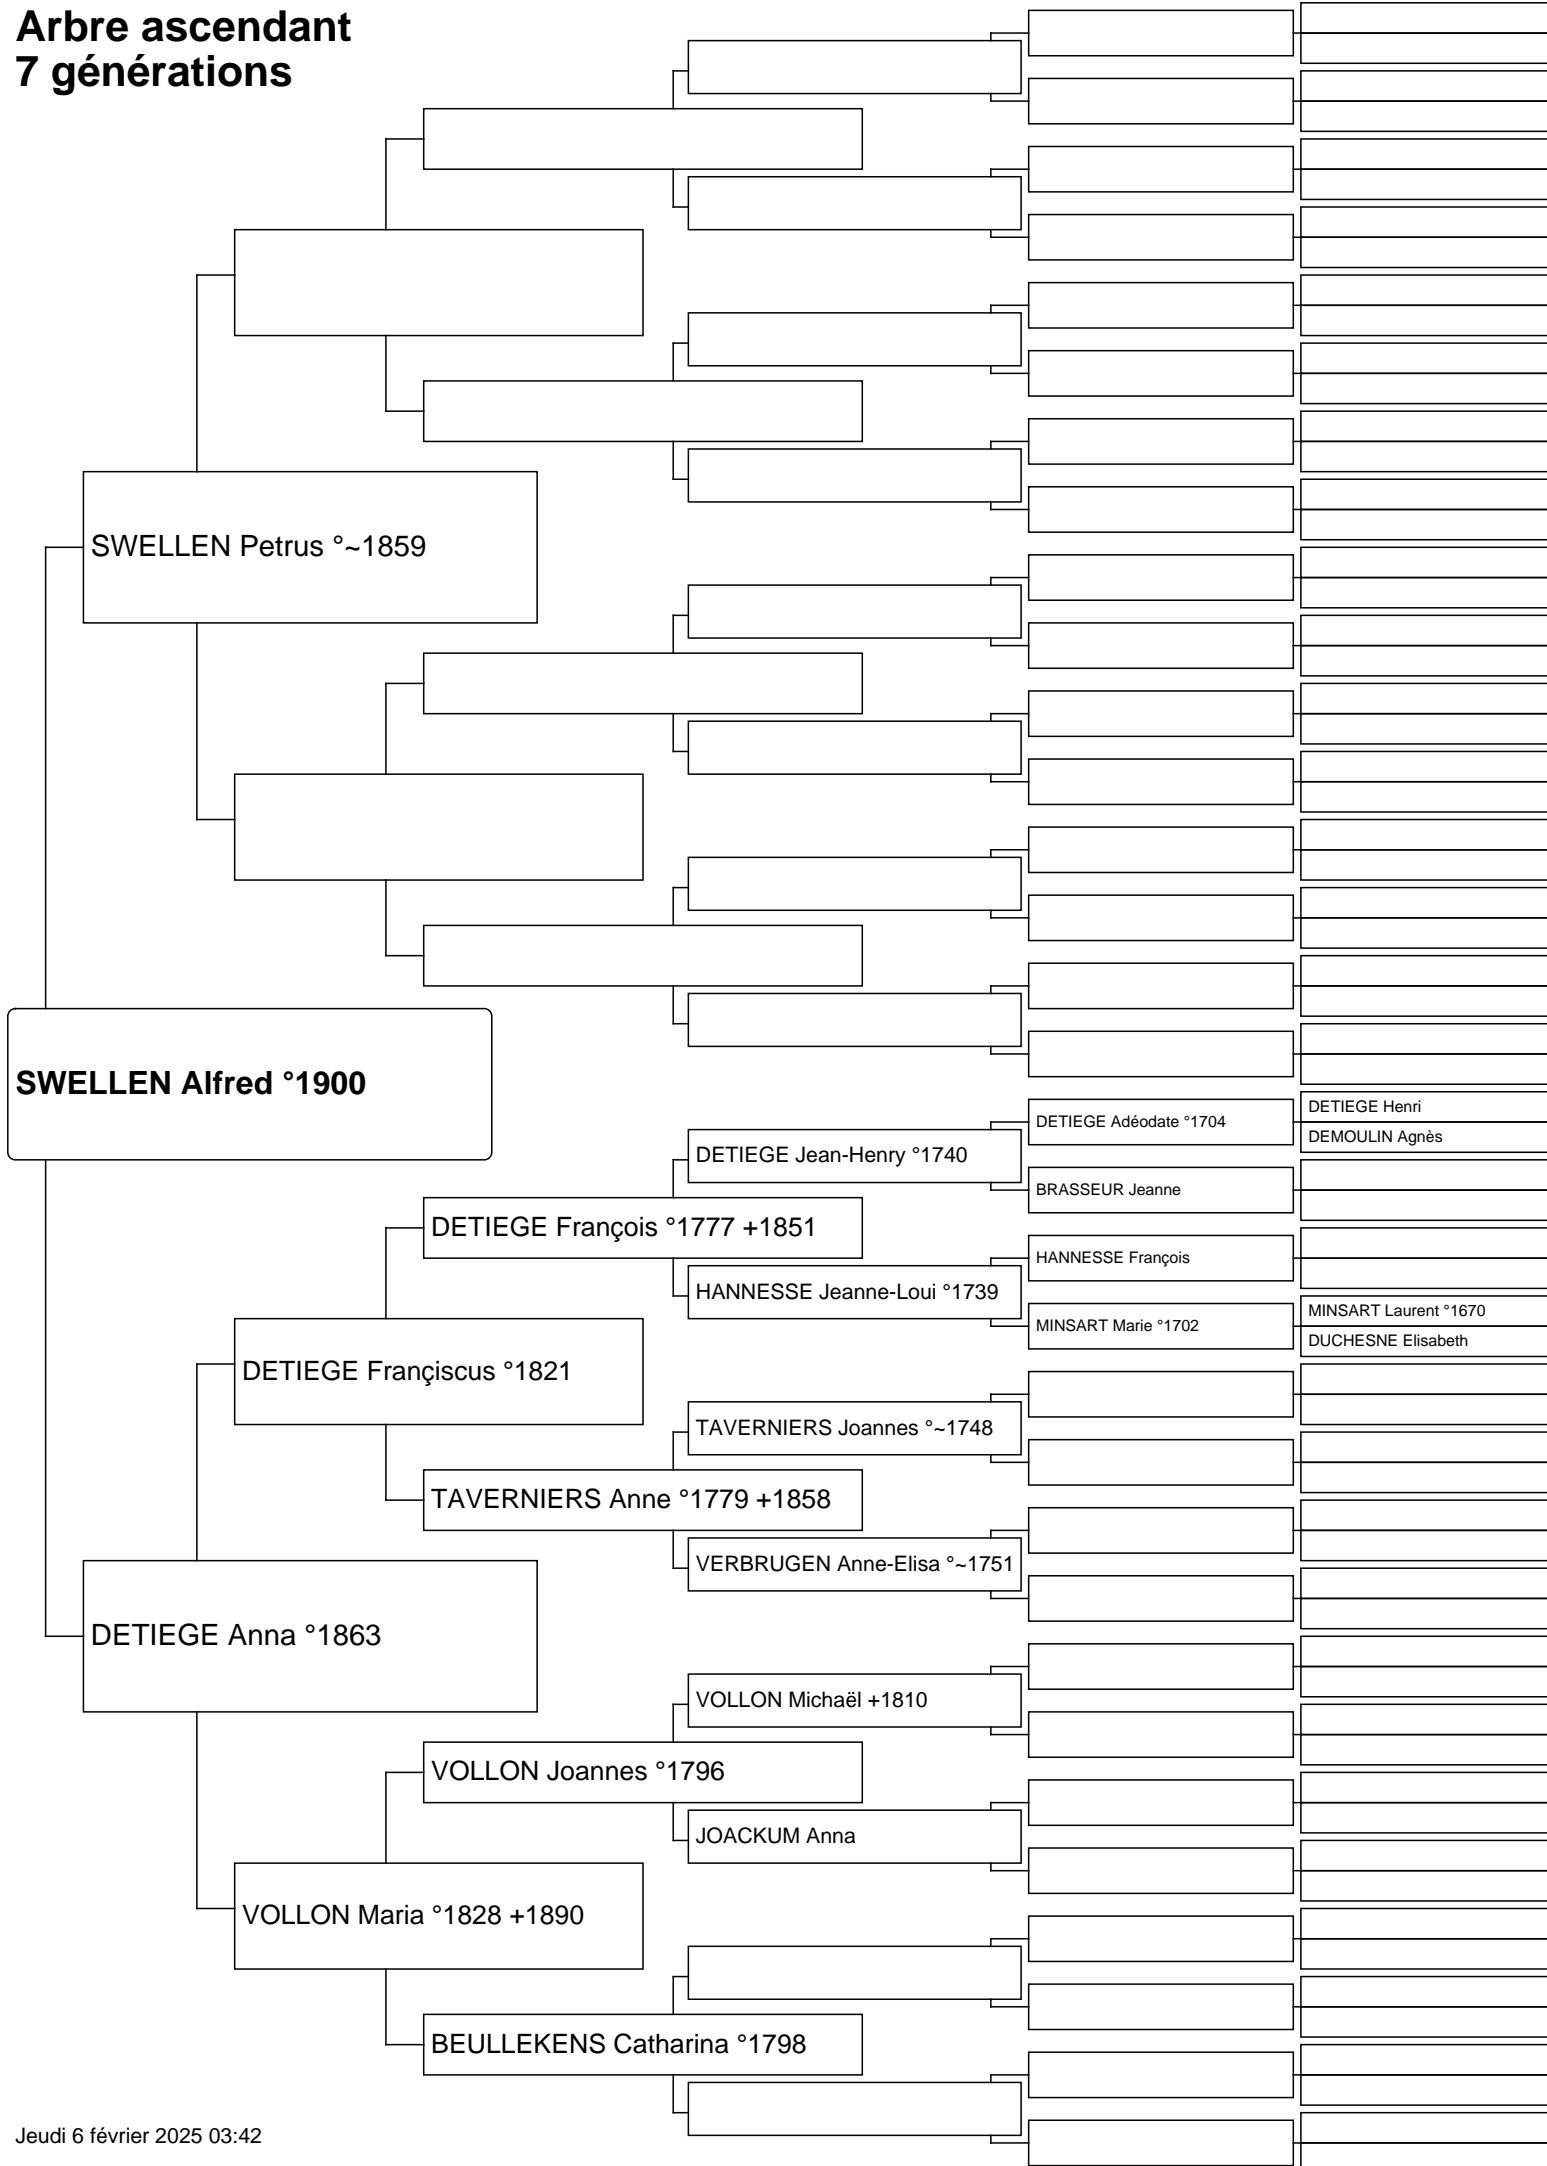 Arbre ascendant
7 générations
SWELLEN Petrus °~1859
SWELLEN Alfred °1900
DETIEGE Adéodate °1704
DETIEGE Henri
DEMOULIN Agnès
DETIEGE Jean-Henry °1740
BRASSEUR Jeanne
DETIEGE François °1777 +1851
HANNESSE François
HANNESSE Jeanne-Loui °1739
MINSART Marie °1702
MINSART Laurent °1670
DUCHESNE Elisabeth
DETIEGE Françiscus °1821
TAVERNIERS Joannes °~1748
TAVERNIERS Anne °1779 +1858
VERBRUGEN Anne-Elisa °~1751
DETIEGE Anna °1863
VOLLON Michaël +1810
VOLLON Joannes °1796
JOACKUM Anna
VOLLON Maria °1828 +1890
BEULLEKENS Catharina °1798
Jeudi 6 février 2025 03:42